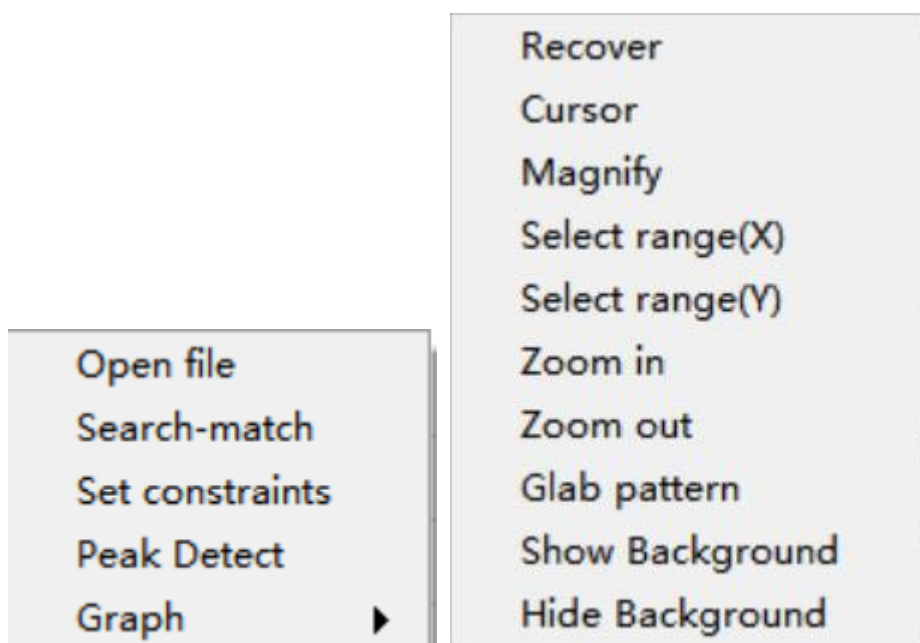 Open file
Search-match
Set constraints
Peak Detect
Graph
Recover
Cursor
Magnify
Select range(X)
Select range(Y)
Zoom in
Zoom out
Glab pattern
Show Background
Hide Background